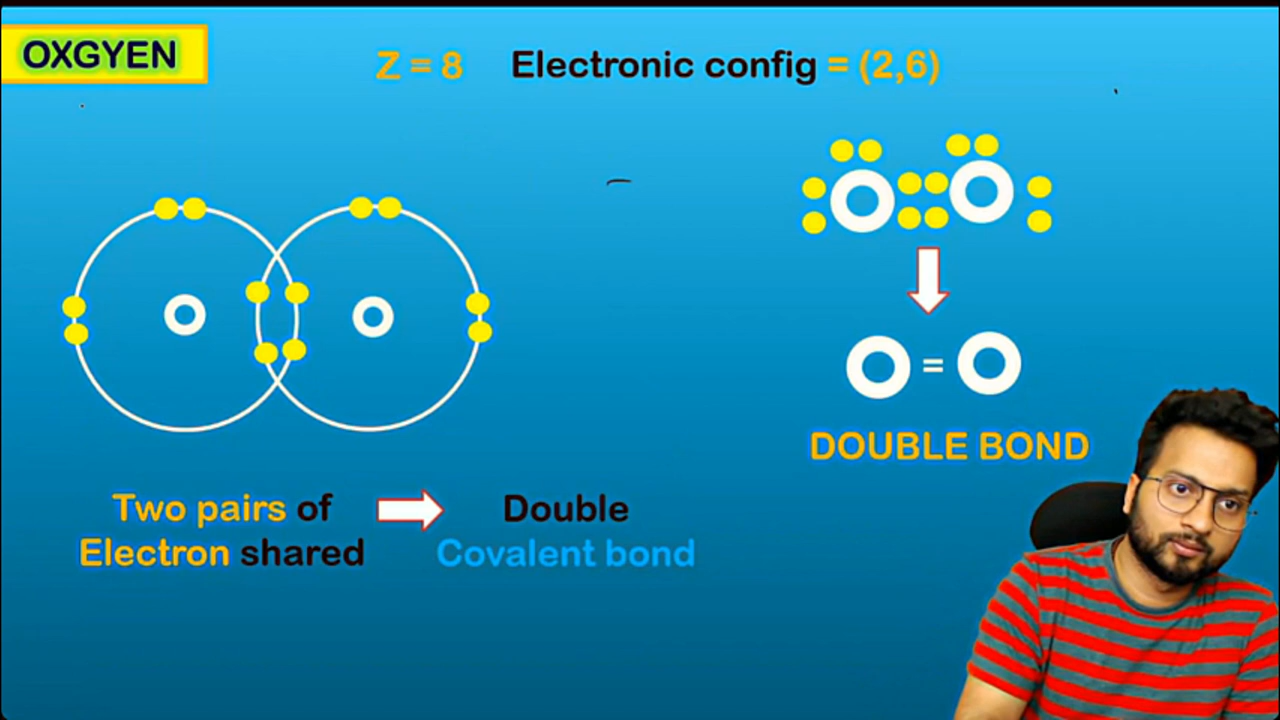 OXGYEN
Z = 8 Electronic config = (2,6)
O O
O O
O = O
DOUBLE BOND
Two pairs of
Electron shared
Double
Covalent bond